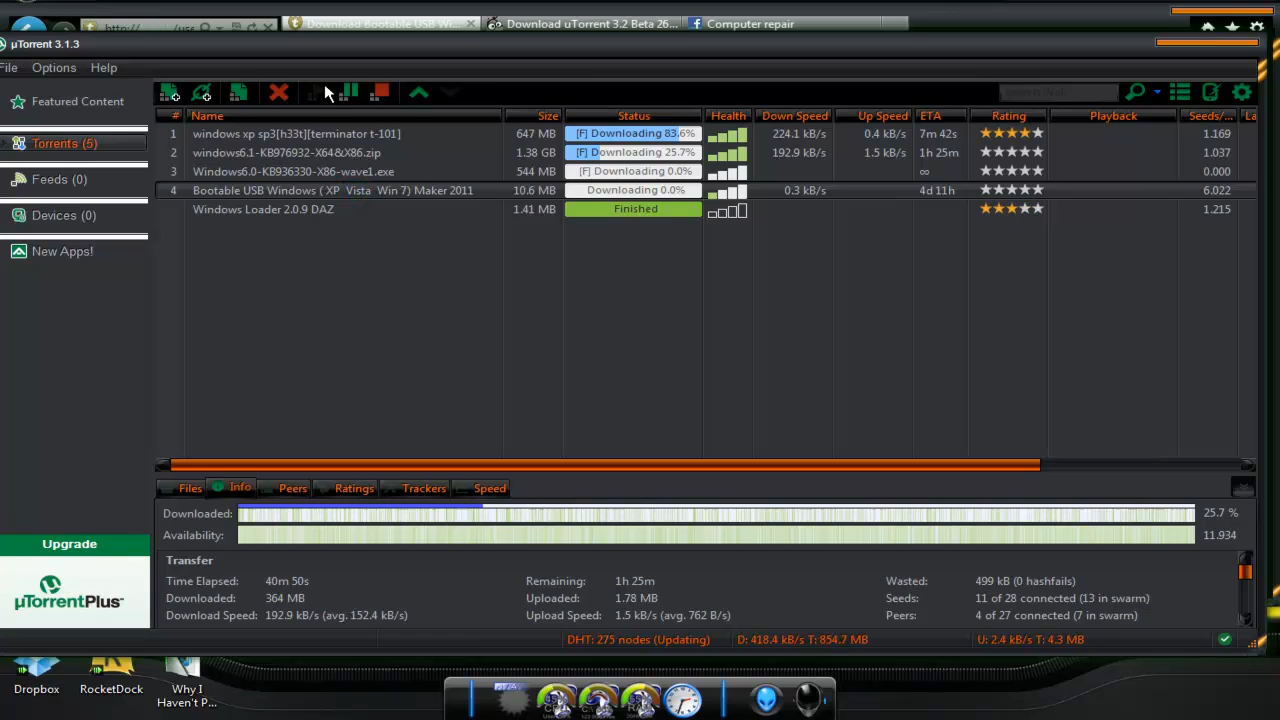 http://
Download Bootable USB Wi...
Download uTorrent 3.2 Beta 26...
Computer repair
µTorrent 3.1.3
File Options Help
Featured Content
Torrents (5)
Feeds (0)
Devices (0)
New Apps!
# Name Size Status Health Down Speed Up Speed ETA Rating Playback Seeds/...
1 windows xp sp3[h33t][terminator t-101] 647 MB [F] Downloading 83.6% 224.1 kB/s 0.4 kB/s 7m 42s 1.169
2 windows6.1-KB976932-X64&X86.zip 1.38 GB [F] Downloading 25.7% 192.9 kB/s 1.5 kB/s 1h 25m 1.037
3 Windows6.0-KB936330-X86-wave1.exe 544 MB [F] Downloading 0.0% ∞ 0.000
4 Bootable USB Windows ( XP Vista Win 7) Maker 2011 10.6 MB Downloading 0.0% 0.3 kB/s 4d 11h 6.022
Windows Loader 2.0.9 DAZ 1.41 MB Finished 1.215
Files Info Peers Ratings Trackers Speed
Downloaded: 25.7 %
Availability: 11.934
Transfer
Time Elapsed: 40m 50s Remaining: 1h 25m Wasted: 499 kB (0 hashfails)
Downloaded: 364 MB Uploaded: 1.78 MB Seeds: 11 of 28 connected (13 in swarm)
Download Speed: 192.9 kB/s (avg. 152.4 kB/s) Upload Speed: 1.5 kB/s (avg. 762 B/s) Peers: 4 of 27 connected (7 in swarm)
Upgrade
µTorrentPlus
DHT: 275 nodes (Updating) D: 418.4 kB/s T: 854.7 MB U: 2.4 kB/s T: 4.3 MB
Dropbox
RocketDock
Why I
Haven't P...